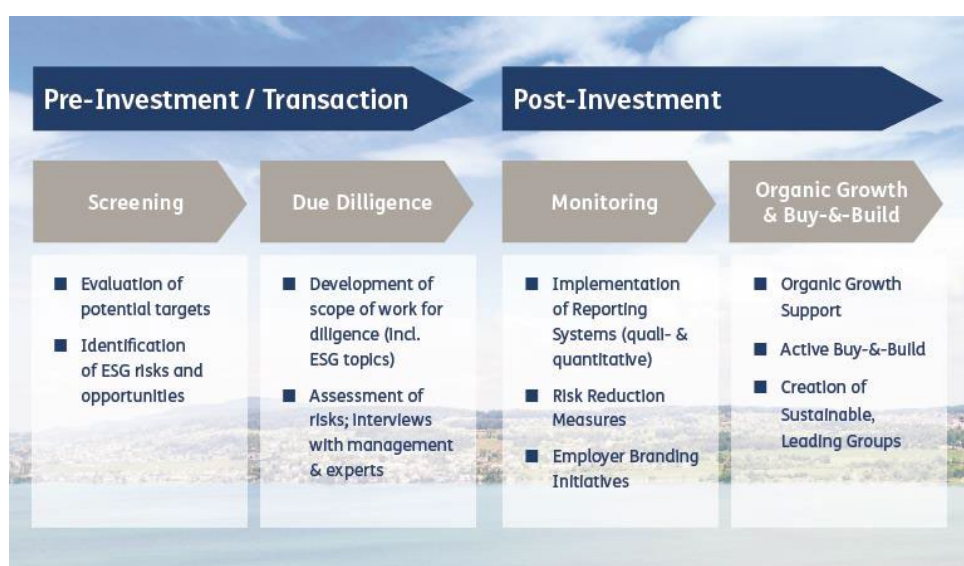 Pre-Investment / Transaction
Post-Investment
Screening
Due Dilligence
Monitoring
Organic Growth
& Buy-&-Build
■ Evaluation of
potential targets
■ Identification
of ESG risks and
opportunities
■ Development of
scope of work for
diligence (incl.
ESG topics)
■ Assessment of
risks; interviews
with management
& experts
■ Implementation
of Reporting
Systems (quali- &
quantitative)
■ Risk Reduction
Measures
■ Employer Branding
Initiatives
■ Organic Growth
Support
■ Active Buy-&-Build
■ Creation of
Sustainable,
Leading Groups